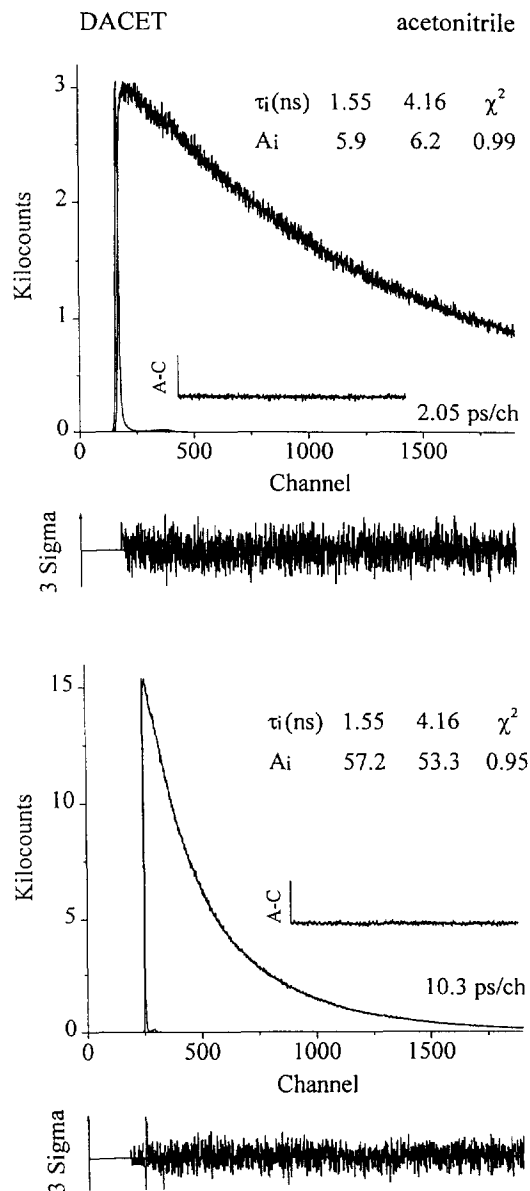 DACET acetonitrile
3
τi(ns) 1.55 4.16 χ²
Ai 5.9 6.2 0.99
2
Kilocounts
1
A-C
2.05 ps/ch
0
500 1000 1500
Channel
3 Sigma
15
τi(ns) 1.55 4.16 χ²
Ai 57.2 53.3 0.95
10
Kilocounts
5
A-C
10.3 ps/ch
0
0 500 1000 1500
Channel
3 Sigma